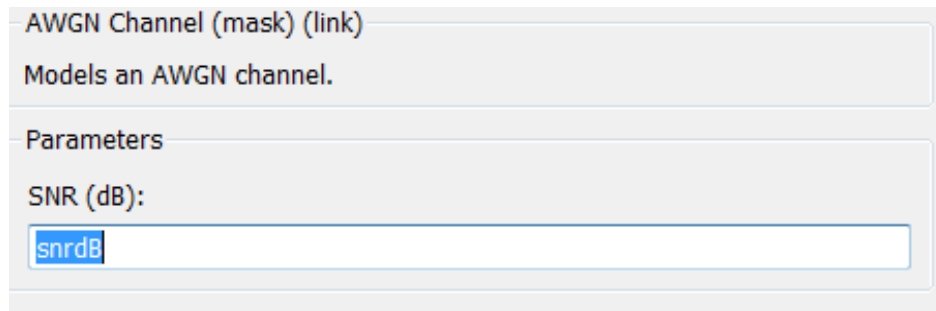 AWGN Channel (mask) (link)
Models an AWGN channel.
Parameters
SNR (dB):
snrdB